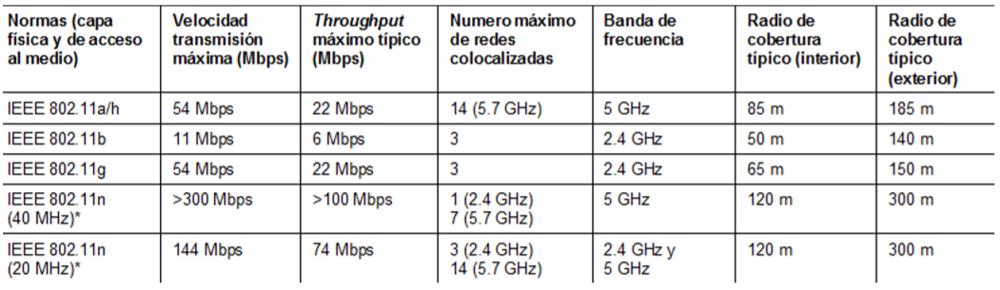 Normas (capa física y de acceso al medio) | Velocidad transmisión máxima (Mbps) | Throughput máximo típico (Mbps) | Numero máximo de redes colocalizadas | Banda de frecuencia | Radio de cobertura típico (interior) | Radio de cobertura típico (exterior)
IEEE 802.11a/h | 54 Mbps | 22 Mbps | 14 (5.7 GHz) | 5 GHz | 85 m | 185 m
IEEE 802.11b | 11 Mbps | 6 Mbps | 3 | 2.4 GHz | 50 m | 140 m
IEEE 802.11g | 54 Mbps | 22 Mbps | 3 | 2.4 GHz | 65 m | 150 m
IEEE 802.11n (40 MHz)* | >300 Mbps | >100 Mbps | 1 (2.4 GHz) 7 (5.7 GHz) | 5 GHz | 120 m | 300 m
IEEE 802.11n (20 MHz)* | 144 Mbps | 74 Mbps | 3 (2.4 GHz) 14 (5.7 GHz) | 2.4 GHz y 5 GHz | 120 m | 300 m